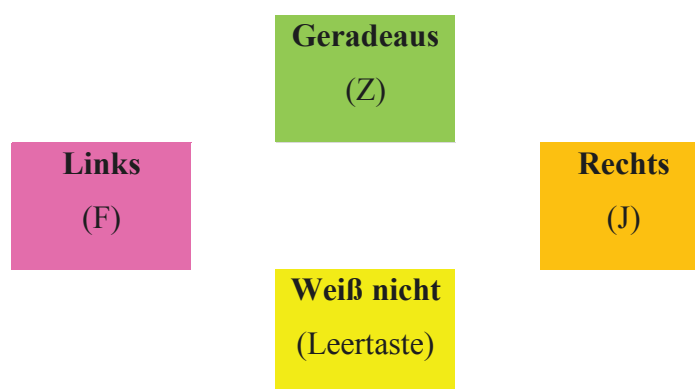 Geradeaus
(Z)
Links
(F)
Rechts
(J)
Weiß nicht
(Leertaste)